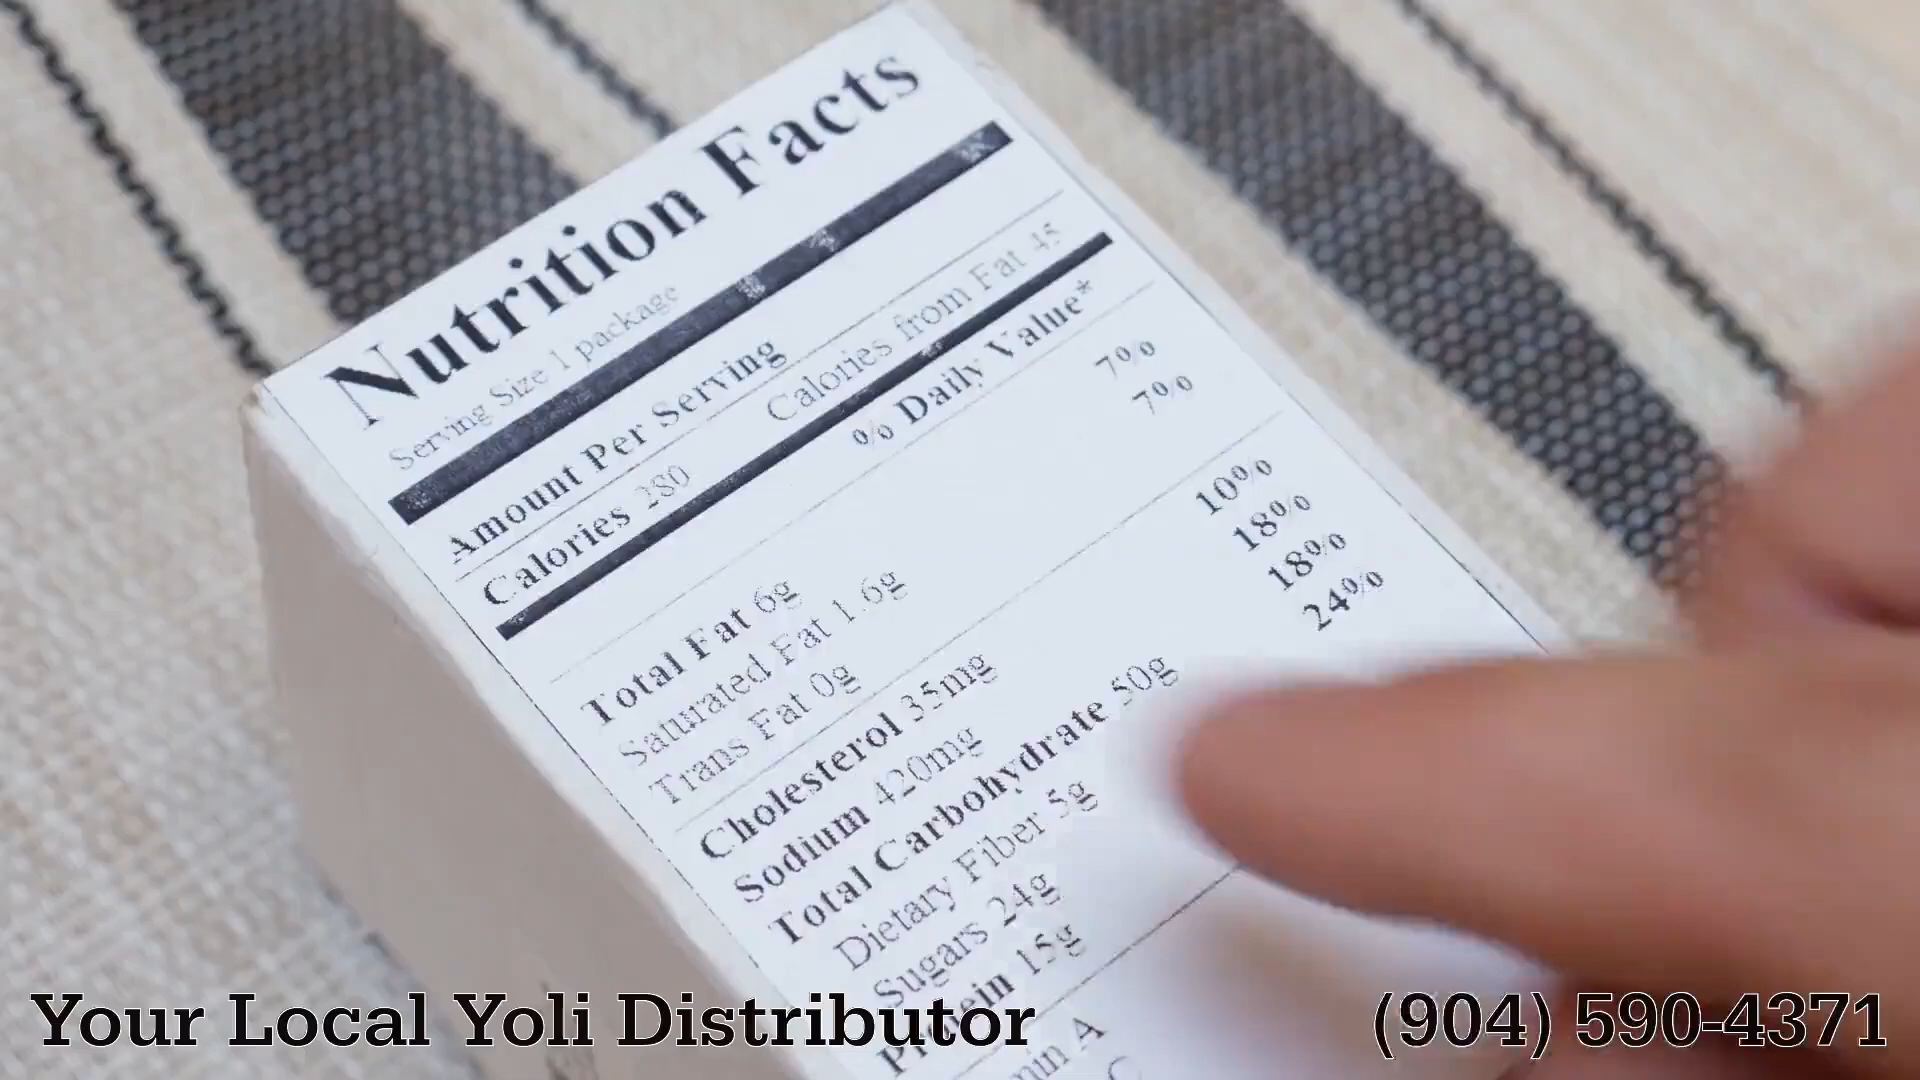 Nutrition Facts
Serving Size 1 package
Amount Per Serving
Calories 280 Calories from Fat 45
% Daily Value*
Total Fat 6g 7%
Saturated Fat 1.6g 7%
Trans Fat 0g
Cholesterol 35mg 10%
Sodium 420mg 18%
Total Carbohydrate 50g 18%
Dietary Fiber 5g 24%
Sugars 24g
Protein 15g
A
C
Your Local Yoli Distributor (904) 590-4371